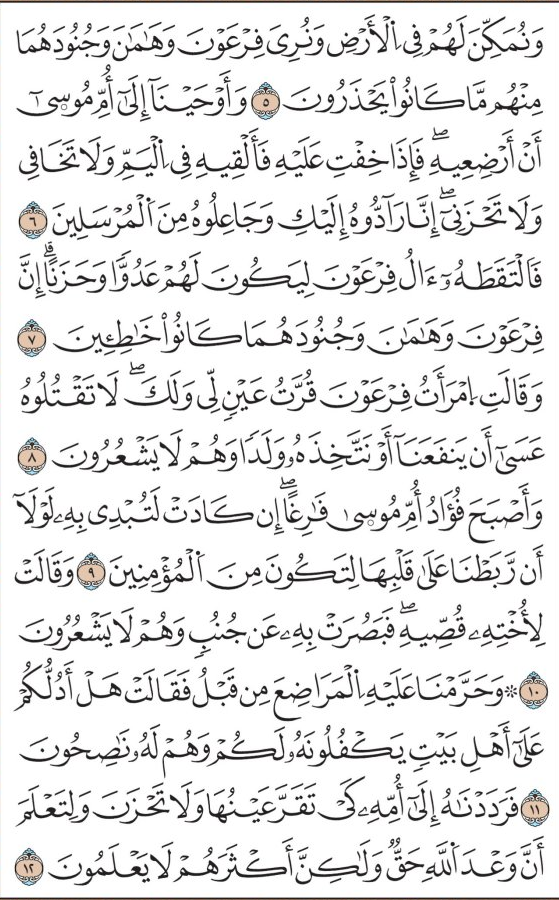 وَنُمَكِّنَ لَهُمْ فِي ٱلْأَرْضِ وَنُرِيَ فِرْعَوْنَ وَهَٰمَٰنَ وَجُنُودَهُمَا
مِنْهُم مَّا كَانُوا۟ يَحْذَرُونَ ٥ وَأَوْحَيْنَآ إِلَىٰٓ أُمِّ مُوسَىٰٓ
أَنْ أَرْضِعِيهِ ۖ فَإِذَا خِفْتِ عَلَيْهِ فَأَلْقِيهِ فِي ٱلْيَمِّ وَلَا تَخَافِي
وَلَا تَحْزَنِيٓ ۖ إِنَّا رَآدُّوهُ إِلَيْكِ وَجَاعِلُوهُ مِنَ ٱلْمُرْسَلِينَ ٦
فَٱلْتَقَطَهُۥٓ ءَالُ فِرْعَوْنَ لِيَكُونَ لَهُمْ عَدُوًّا وَحَزَنًا ۗ إِنَّ
فِرْعَوْنَ وَهَٰمَٰنَ وَجُنُودَهُمَا كَانُوا۟ خَٰطِـِٔينَ ٧
وَقَالَتِ ٱمْرَأَتُ فِرْعَوْنَ قُرَّتُ عَيْنٍ لِّي وَلَكَ ۖ لَا تَقْتُلُوهُ
عَسَىٰٓ أَن يَنفَعَنَآ أَوْ نَتَّخِذَهُۥ وَلَدًا وَهُمْ لَا يَشْعُرُونَ ٨
وَأَصْبَحَ فُؤَادُ أُمِّ مُوسَىٰ فَٰرِغًا ۖ إِن كَادَتْ لَتُبْدِي بِهِۦ لَوْلَآ
أَن رَّبَطْنَا عَلَىٰ قَلْبِهَا لِتَكُونَ مِنَ ٱلْمُؤْمِنِينَ ٩ وَقَالَتْ
لِأُخْتِهِۦ قُصِّيهِ ۖ فَبَصُرَتْ بِهِۦ عَن جُنُبٍ وَهُمْ لَا يَشْعُرُونَ
١٠ ۞ وَحَرَّمْنَا عَلَيْهِ ٱلْمَرَاضِعَ مِن قَبْلُ فَقَالَتْ هَلْ أَدُلُّكُمْ
عَلَىٰٓ أَهْلِ بَيْتٍ يَكْفُلُونَهُۥ لَكُمْ وَهُمْ لَهُۥ نَٰصِحُونَ
١١ فَرَدَدْنَٰهُ إِلَىٰٓ أُمِّهِۦ كَيْ تَقَرَّ عَيْنُهَا وَلَا تَحْزَنَ وَلِتَعْلَمَ
أَنَّ وَعْدَ ٱللَّهِ حَقٌّ وَلَٰكِنَّ أَكْثَرَهُمْ لَا يَعْلَمُونَ ١٢